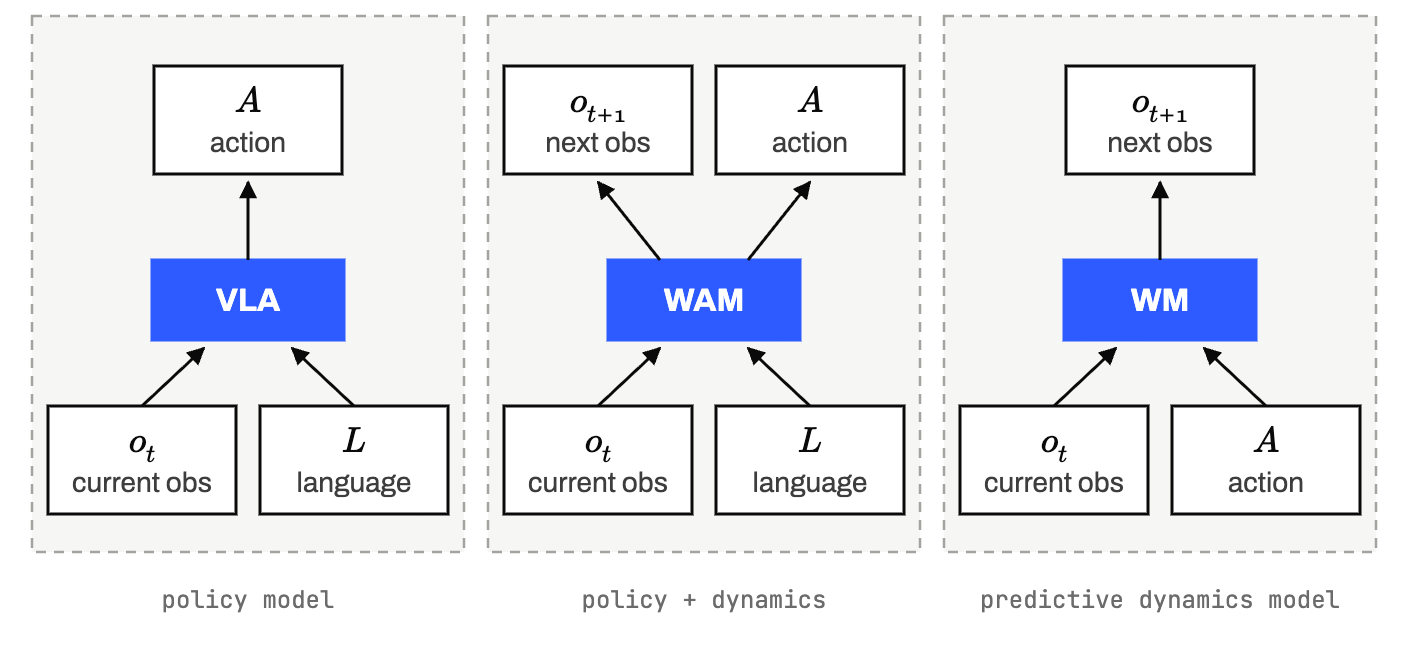 A
action
VLA
o_t
current obs
L
language
policy model
o_{t+1}
next obs
A
action
WAM
o_t
current obs
L
language
policy + dynamics
o_{t+1}
next obs
WM
o_t
current obs
A
action
predictive dynamics model